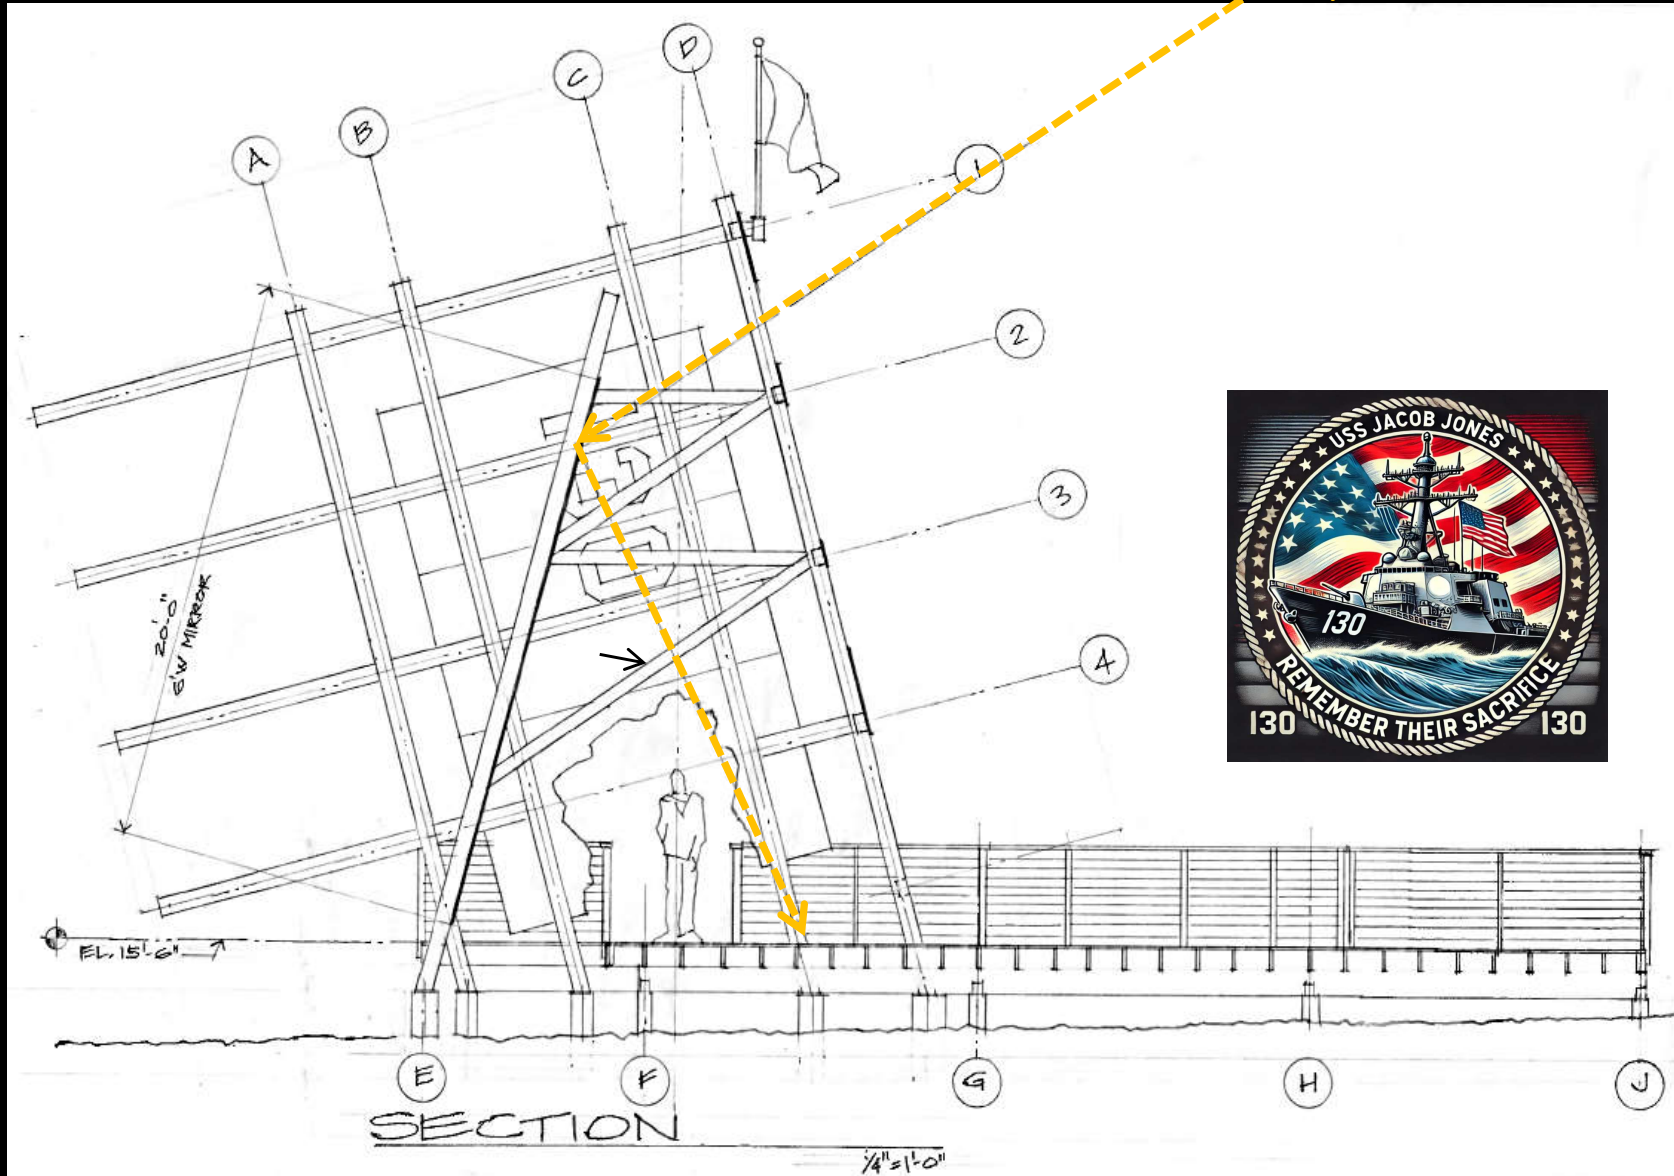 D
C
B
A
1
2
3
4
20'-0"
6'W MIRROR
EL. 15'-6"
E
F
G
H
J
SECTION
1/4"=1'-0"
USS JACOB JONES
130
REMEMBER THEIR SACRIFICE
130
130